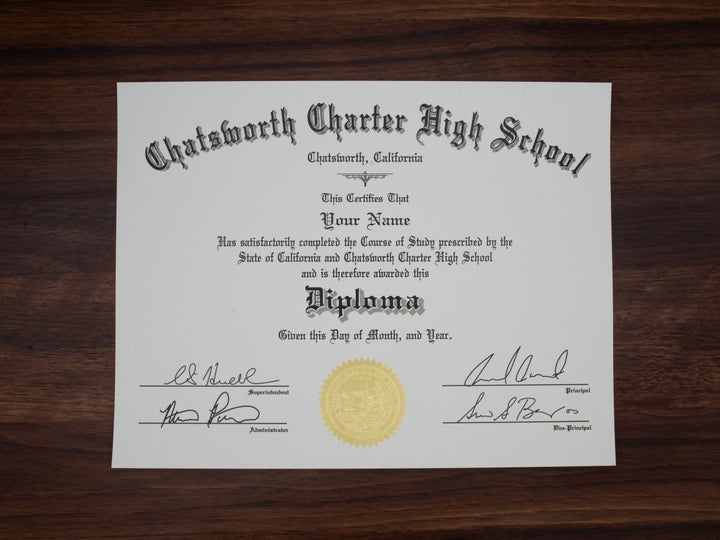 Chatsworth Charter High School
Chatsworth, California
This Certifies That
Your Name
Has satisfactorily completed the Course of Study prescribed by the
State of California and Chatsworth Charter High School
and is therefore awarded this
Diploma
Given this Day of Month, and Year.
Superintendent
Principal
Administrator
Vice-Principal